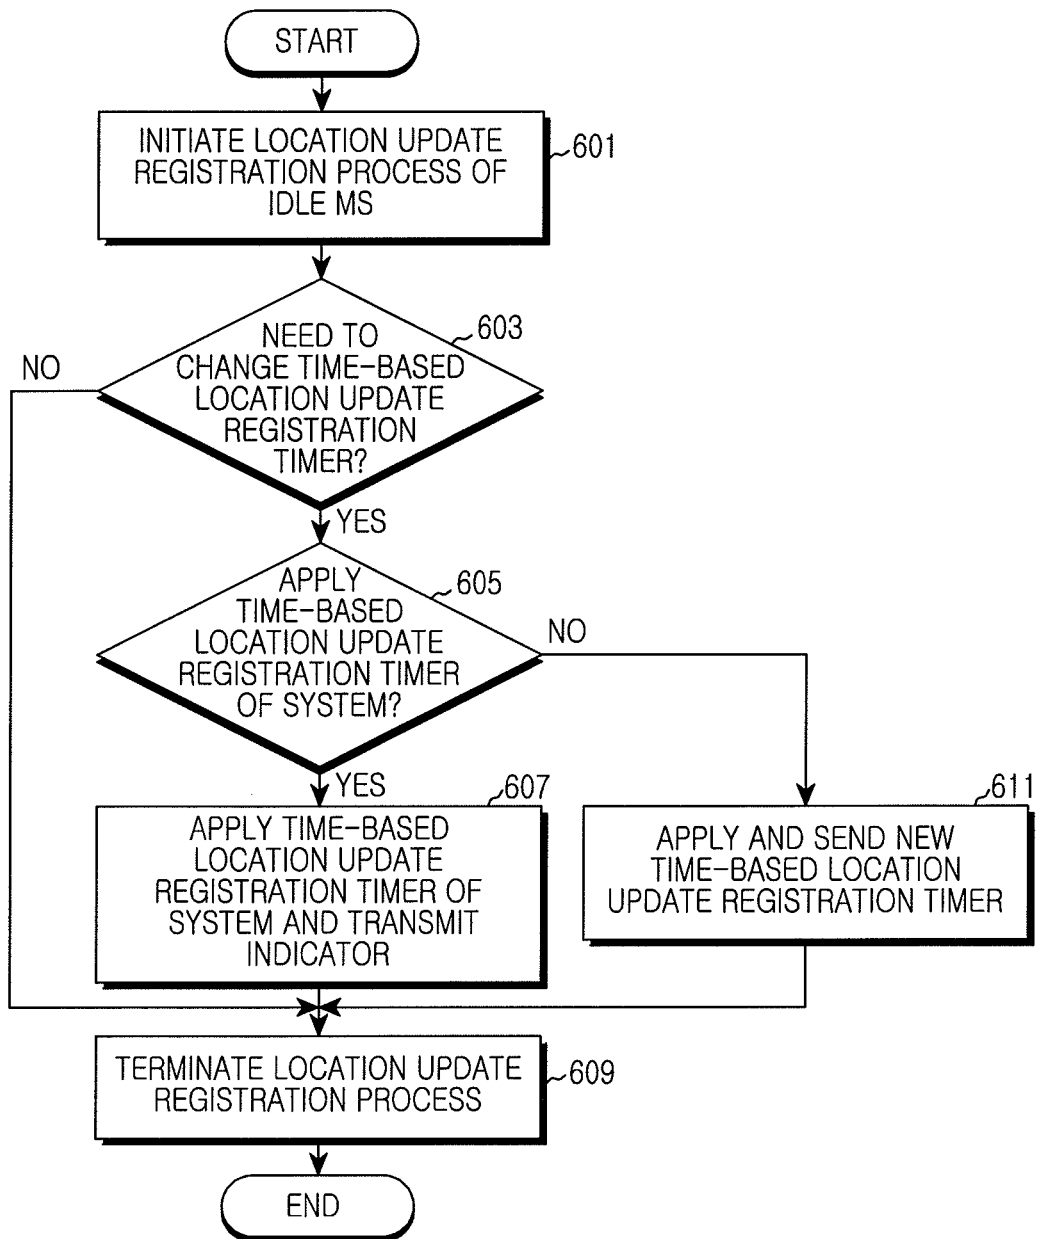 START
INITIATE LOCATION UPDATE
REGISTRATION PROCESS OF
IDLE MS
601
NEED TO
CHANGE TIME-BASED
LOCATION UPDATE
REGISTRATION
TIMER?
603
NO
YES
APPLY
TIME-BASED
LOCATION UPDATE
REGISTRATION TIMER
OF SYSTEM?
605
NO
YES
APPLY TIME-BASED
LOCATION UPDATE
REGISTRATION TIMER OF
SYSTEM AND TRANSMIT
INDICATOR
607
APPLY AND SEND NEW
TIME-BASED LOCATION
UPDATE REGISTRATION TIMER
611
TERMINATE LOCATION UPDATE
REGISTRATION PROCESS
609
END